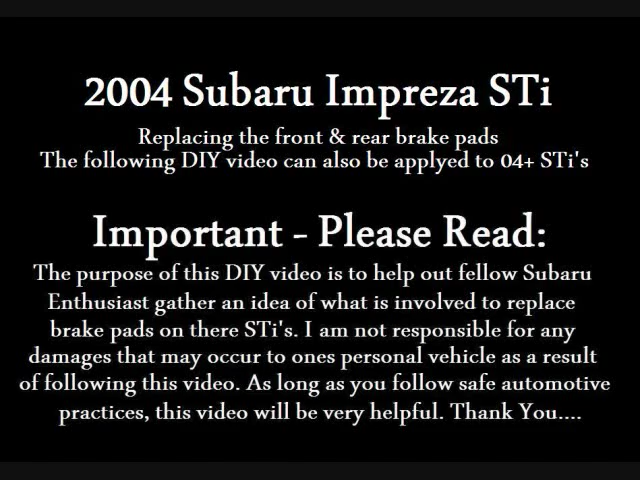 2004 Subaru Impreza STi
Replacing the front & rear brake pads
The following DIY video can also be applyed to 04+ STi's
Important - Please Read:
The purpose of this DIY video is to help out fellow Subaru
Enthusiast gather an idea of what is involved to replace
brake pads on there STi's. I am not responsible for any
damages that may occur to ones personal vehicle as a result
of following this video. As long as you follow safe automotive
practices, this video will be very helpful. Thank You....